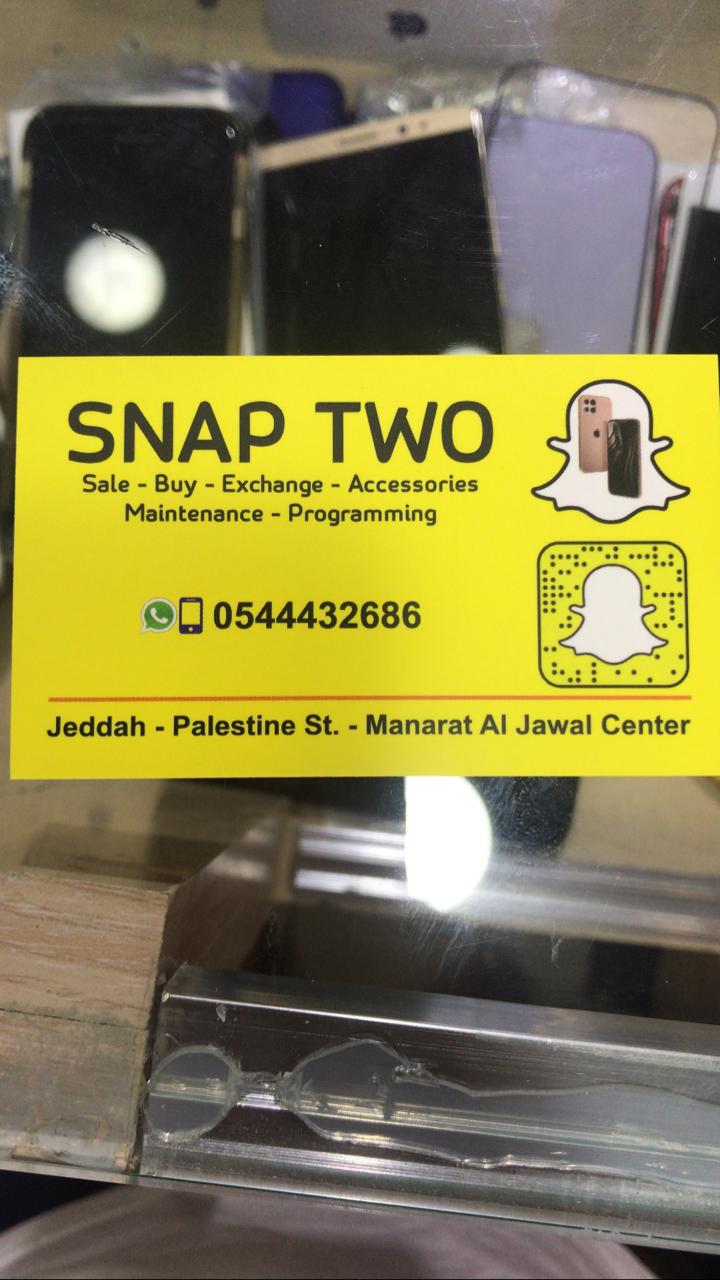 SNAP TWO
Sale - Buy - Exchange - Accessories
Maintenance - Programming
0544432686
Jeddah - Palestine St. - Manarat Al Jawal Center